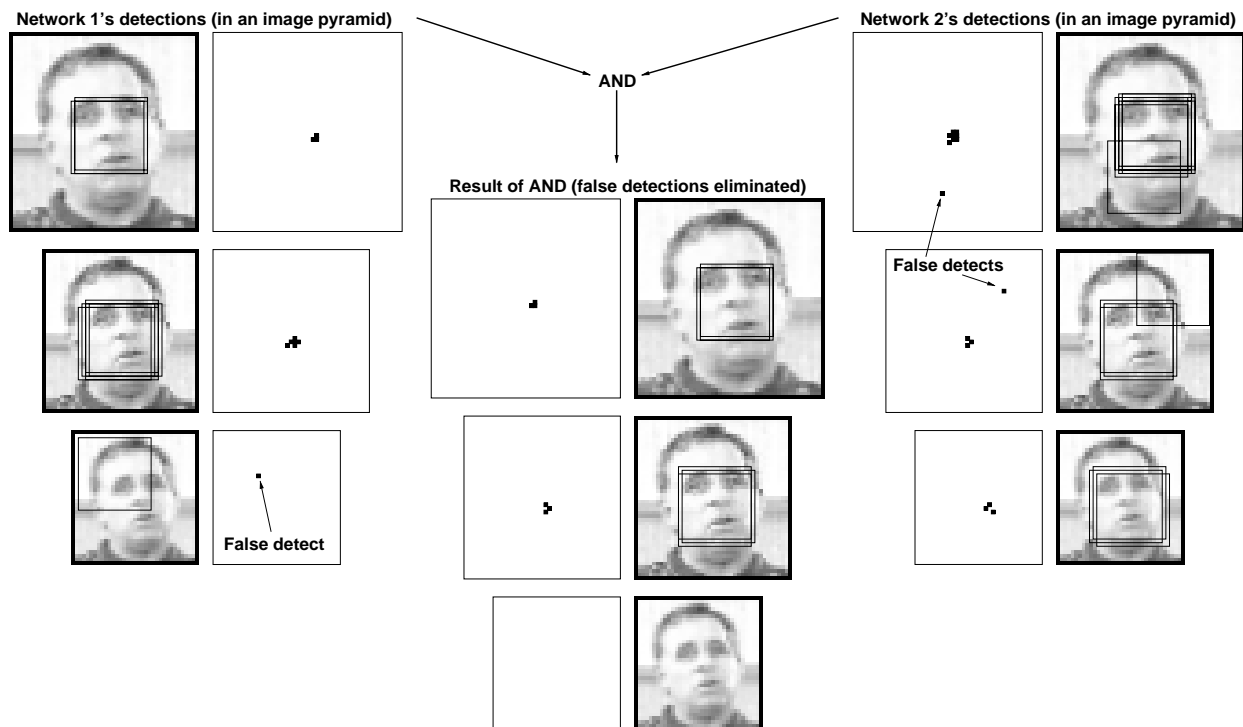 Network 1's detections (in an image pyramid)
Network 2's detections (in an image pyramid)
AND
Result of AND (false detections eliminated)
False detects
False detect